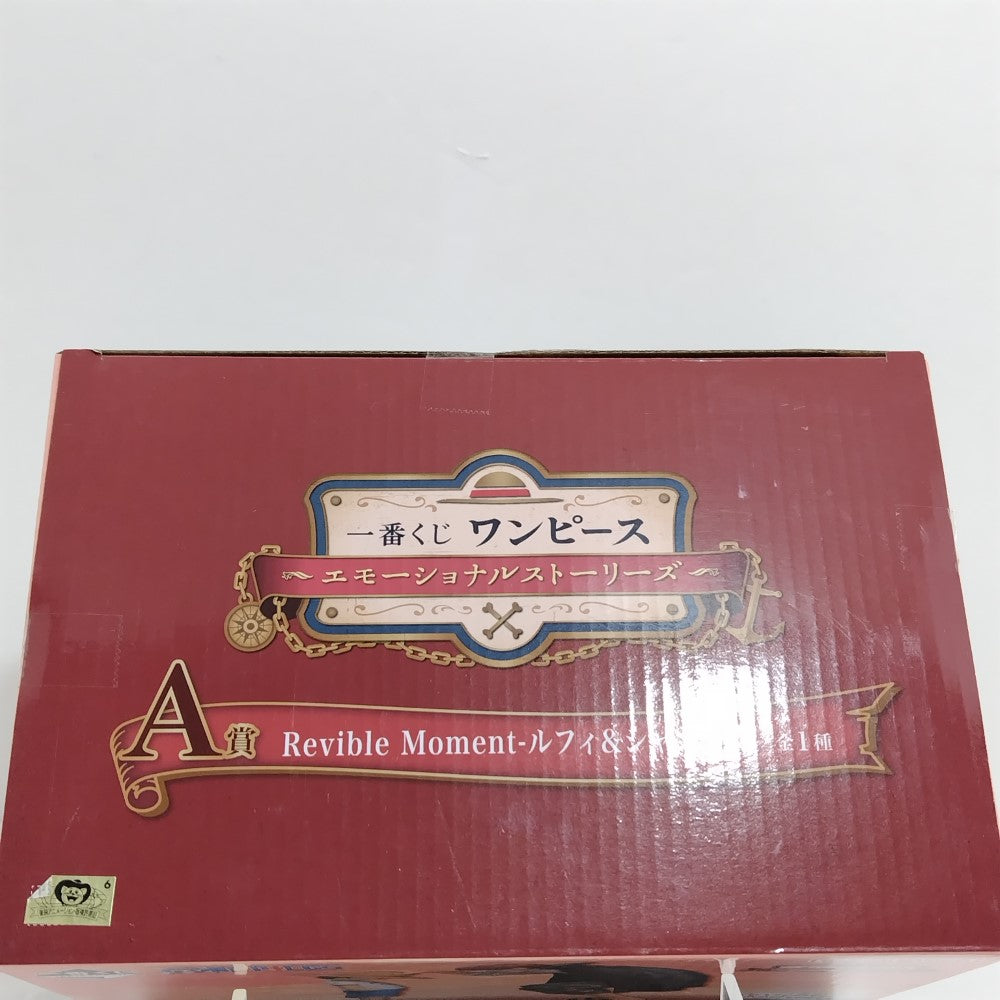 一番くじ ワンピース
～エモーショナルストーリーズ～
A賞 Revible Moment-ルフィ&シ 全1種
6